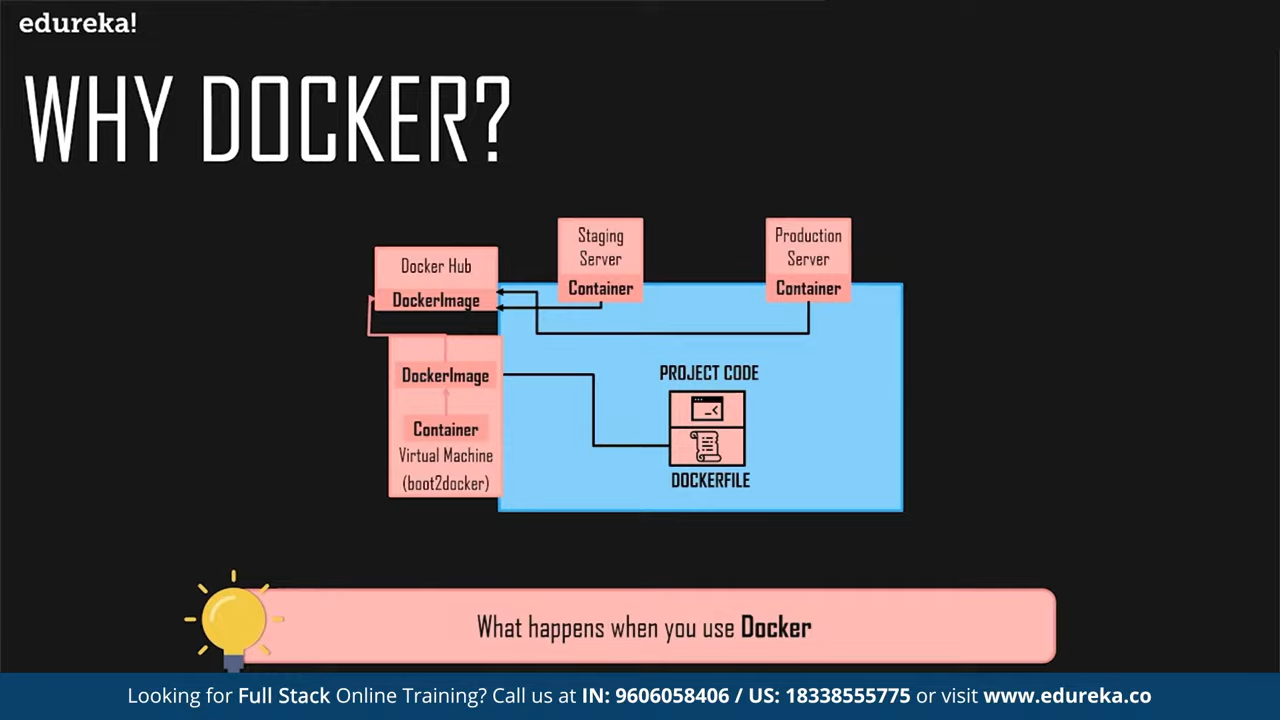 edureka!
WHY DOCKER?
Docker Hub
DockerImage
Staging
Server
Container
Production
Server
Container
DockerImage
Container
Virtual Machine
(boot2docker)
PROJECT CODE
DOCKERFILE
What happens when you use Docker
Looking for Full Stack Online Training? Call us at IN: 9606058406 / US: 18338555775 or visit www.edureka.co